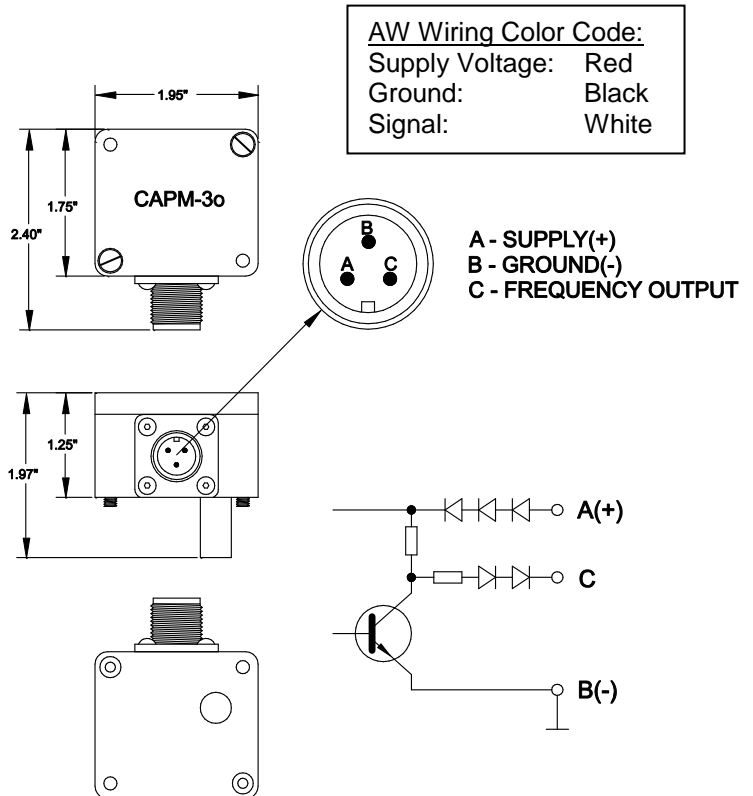 AW Wiring Color Code:
Supply Voltage: Red
Ground: Black
Signal: White
1.95"
CAPM-3o
1.75"
2.40"
B
A C
A - SUPPLY(+)
B - GROUND(-)
C - FREQUENCY OUTPUT
1.25"
1.97"
A(+)
C
B(-)